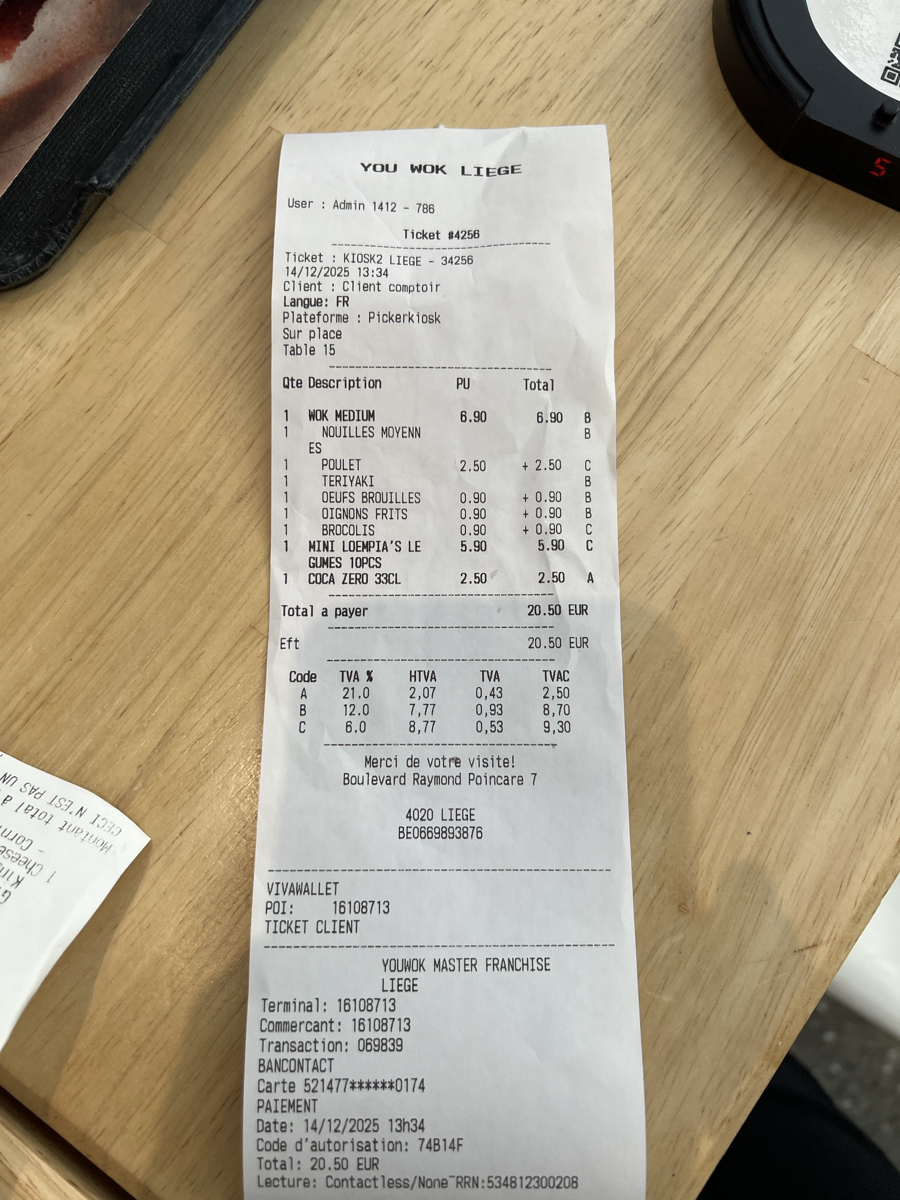 YOU WOK LIEGE
User : Admin 1412 - 786
Ticket #4256
Ticket : KIOSK2 LIEGE - 34256
14/12/2025 13:34
Client : Client comptoir
Langue: FR
Plateforme : Pickerkiosk
Sur place
Table 15
Qte Description PU Total
1 WOK MEDIUM 6.90 6.90 B
1 NOUILLES MOYENN B
ES
1 POULET 2.50 + 2.50 C
1 TERIYAKI B
1 OEUFS BROUILLES 0.90 + 0.90 B
1 OIGNONS FRITS 0.90 + 0.90 B
1 BROCOLIS 0.90 + 0.90 C
1 MINI LOEMPIA'S LE 5.90 5.90 C
GUMES 10PCS
1 COCA ZERO 33CL 2.50 2.50 A
Total a payer 20.50 EUR
Eft 20.50 EUR
Code TVA % HTVA TVA TVAC
A 21.0 2,07 0,43 2,50
B 12.0 7,77 0,93 8,70
C 6.0 8,77 0,53 9,30
Merci de votre visite!
Boulevard Raymond Poincare 7
4020 LIEGE
BE0669893876
VIVAWALLET
POI: 16108713
TICKET CLIENT
YOUWOK MASTER FRANCHISE
LIEGE
Terminal: 16108713
Commercant: 16108713
Transaction: 069839
BANCONTACT
Carte 521477******0174
PAIEMENT
Date: 14/12/2025 13h34
Code d'autorisation: 74B14F
Total: 20.50 EUR
Lecture: Contactless/None RRN:534812300208
CECI N'EST PAS UN
Montant total à
1 Cheese
5